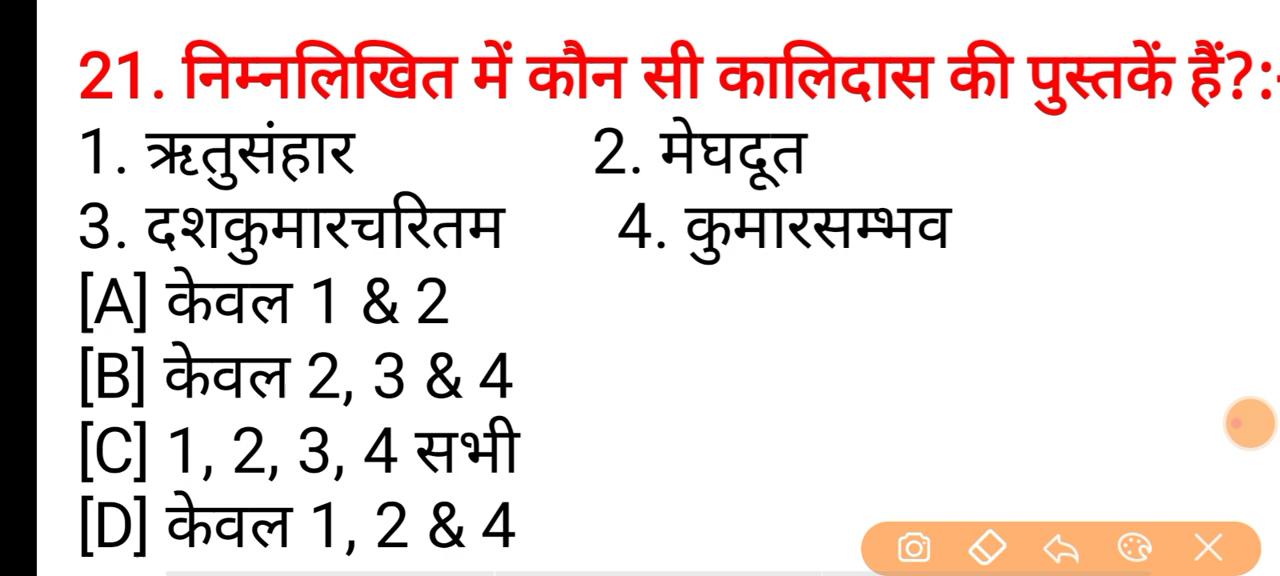 21. निम्नलिखित में कौन सी कालिदास की पुस्तकें हैं?:-
1. ऋतुसंहार 2. मेघदूत
3. दशकुमारचरितम 4. कुमारसम्भव
[A] केवल 1 & 2
[B] केवल 2, 3 & 4
[C] 1, 2, 3, 4 सभी
[D] केवल 1, 2 & 4